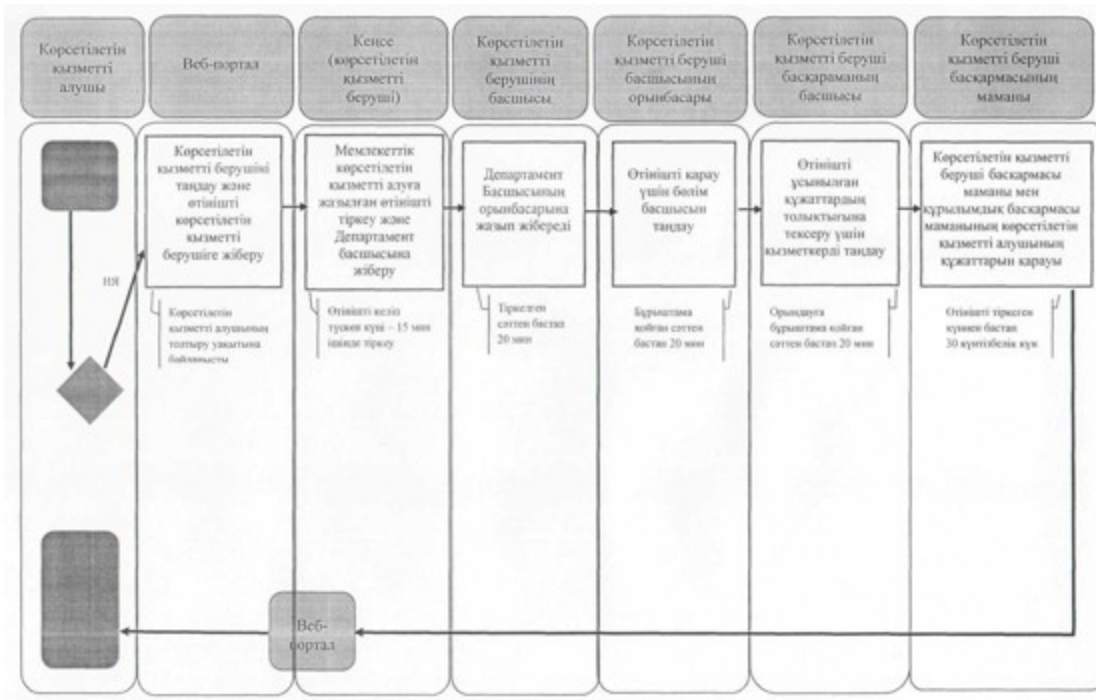 Көрсетілетін
қызметті
алушы
Веб-портал
Кеңсе
(көрсетілетін
қызметті
беруші)
Көрсетілетін
қызметті
берушінің
басшысы
Көрсетілетін
қызметті беруші
басшысының
орынбасары
Көрсетілетін
қызметті беруші
басқараманың
басшысы
Көрсетілетін
қызметті беруші
басқармасының
маманы
Көрсетілетін
қызметті берушіні
таңдау және
өтінішті
көрсетілетін
қызметті
берушіге жіберу
Мемлекеттік
көрсетілетін
қызметті алуға
жазылған өтінішті
тіркеу және
Департамент
басшысына
жіберу
Департамент
Басшысының
орынбасарына
жазып жібереді
Өтінішті қарау
үшін бөлім
басшысын
таңдау
Өтінішті
ұсынылған
құжаттардың
толықтығына
тексеру үшін
қызметкерді таңдау
Көрсетілетін қызметті
беруші басқармасы
маманы мен
құрылымдық басқармасы
маманының көрсетілетін
қызметті алушының
құжаттарын қарауы
ИЯ
Көрсетілетін
қызметті алушының
толтыру уақытына
байланысты
Өтінішті келіп
түскен күні – 15 мин
ішінде тіркеу
Тіркелген
сәттен бастап
20 мин
Бұрыштама
қойған сәттен
бастап 20 мин
Орындауға
бұрыштама қойған
сәттен бастап 20 мин
Өтінішті тіркеген
күннен бастап
30 күнтізбелік күн
Веб-
портал